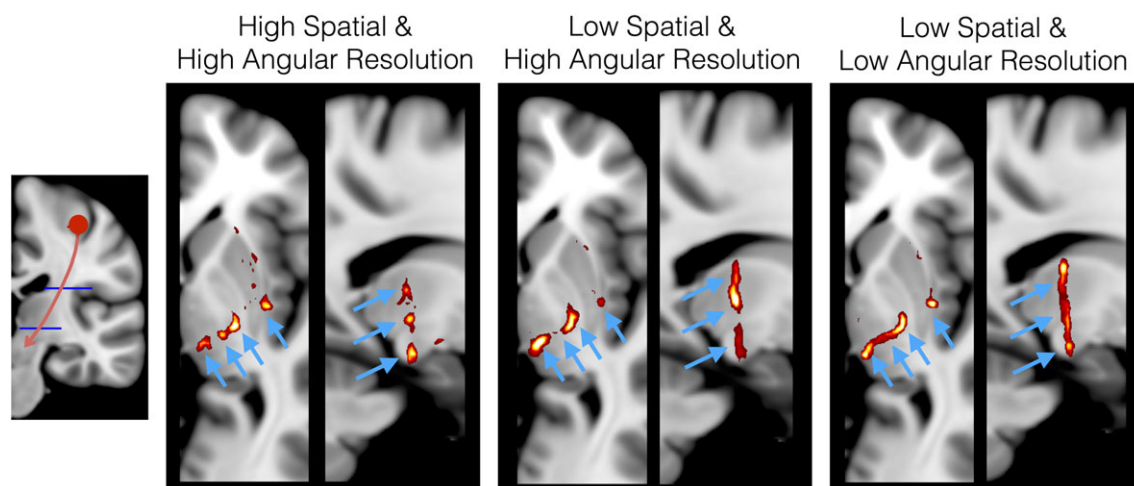 High Spatial &
High Angular Resolution
Low Spatial &
High Angular Resolution
Low Spatial &
Low Angular Resolution